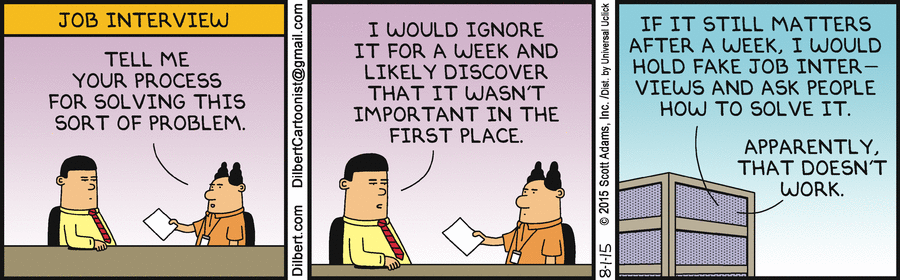 JOB INTERVIEW
TELL ME
YOUR PROCESS
FOR SOLVING THIS
SORT OF PROBLEM.
Dilbert.com DilbertCartoonist@gmail.com
I WOULD IGNORE
IT FOR A WEEK AND
LIKELY DISCOVER
THAT IT WASN'T
IMPORTANT IN THE
FIRST PLACE.
8-1-15 © 2015 Scott Adams, Inc. /Dist. by Universal Uclick
IF IT STILL MATTERS
AFTER A WEEK, I WOULD
HOLD FAKE JOB INTER-
VIEWS AND ASK PEOPLE
HOW TO SOLVE IT.
APPARENTLY,
THAT DOESN'T
WORK.